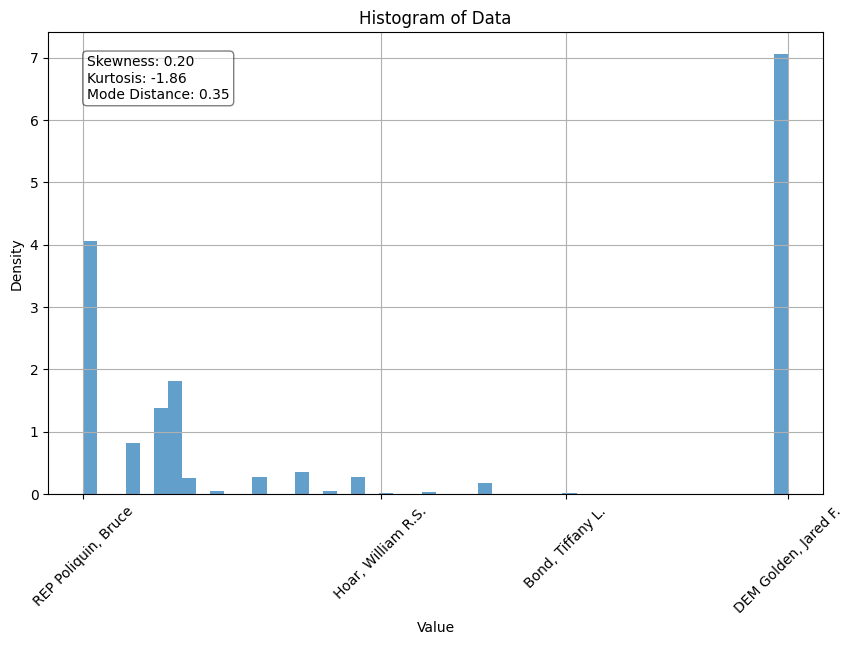 Histogram of Data
Skewness: 0.20
Kurtosis: -1.86
Mode Distance: 0.35
7
6
5
4
3
2
1
0
Density
REP Poliquin, Bruce
Hoar, William R.S.
Bond, Tiffany L.
DEM Golden, Jared F.
Value